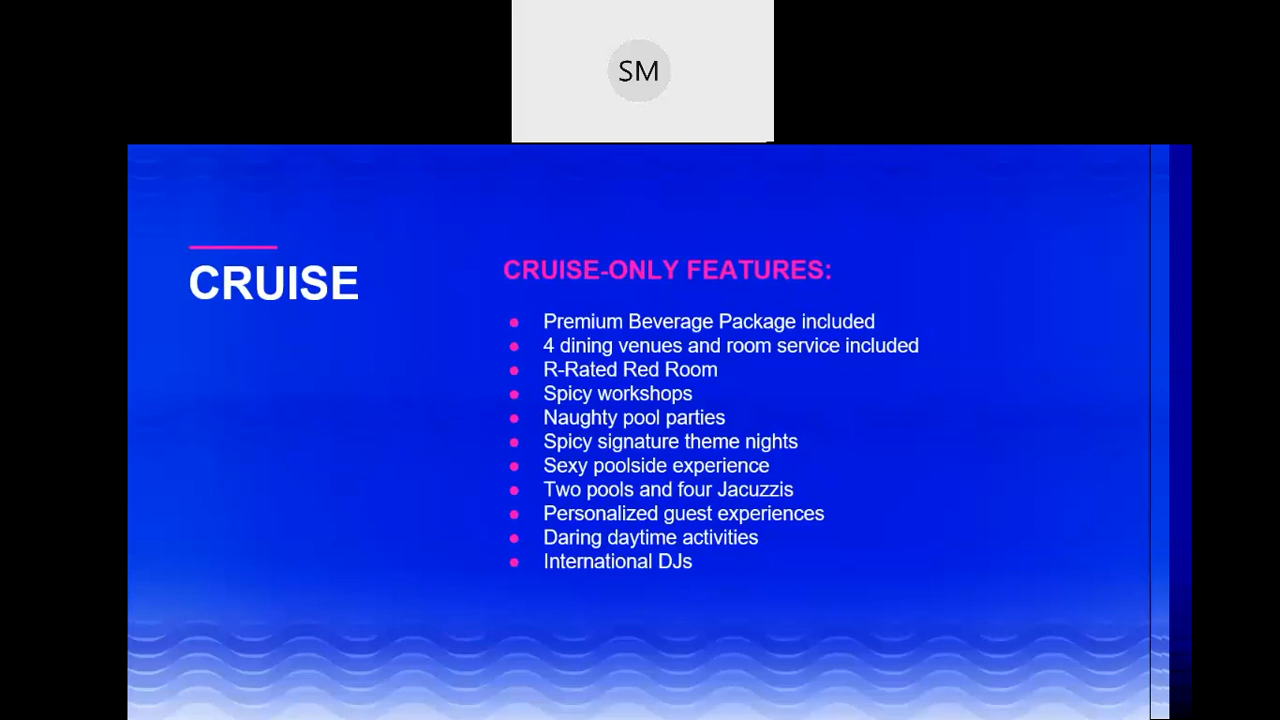 SM
CRUISE
CRUISE-ONLY FEATURES:
● Premium Beverage Package included
● 4 dining venues and room service included
● R-Rated Red Room
● Spicy workshops
● Naughty pool parties
● Spicy signature theme nights
● Sexy poolside experience
● Two pools and four Jacuzzis
● Personalized guest experiences
● Daring daytime activities
● International DJs